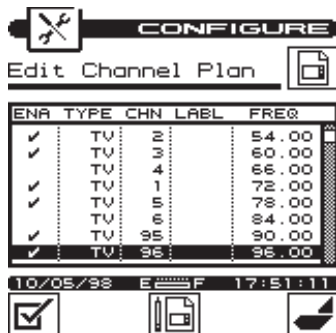 CONFIGURE
Edit Channel Plan
ENA TYPE CHN LABL FREQ
✔ TV 2 54.00
✔ TV 3 60.00
TV 4 66.00
✔ TV 1 72.00
✔ TV 5 78.00
TV 6 84.00
✔ TV 95 90.00
✔ TV 96 96.00
10/05/98 E F 17:51:11